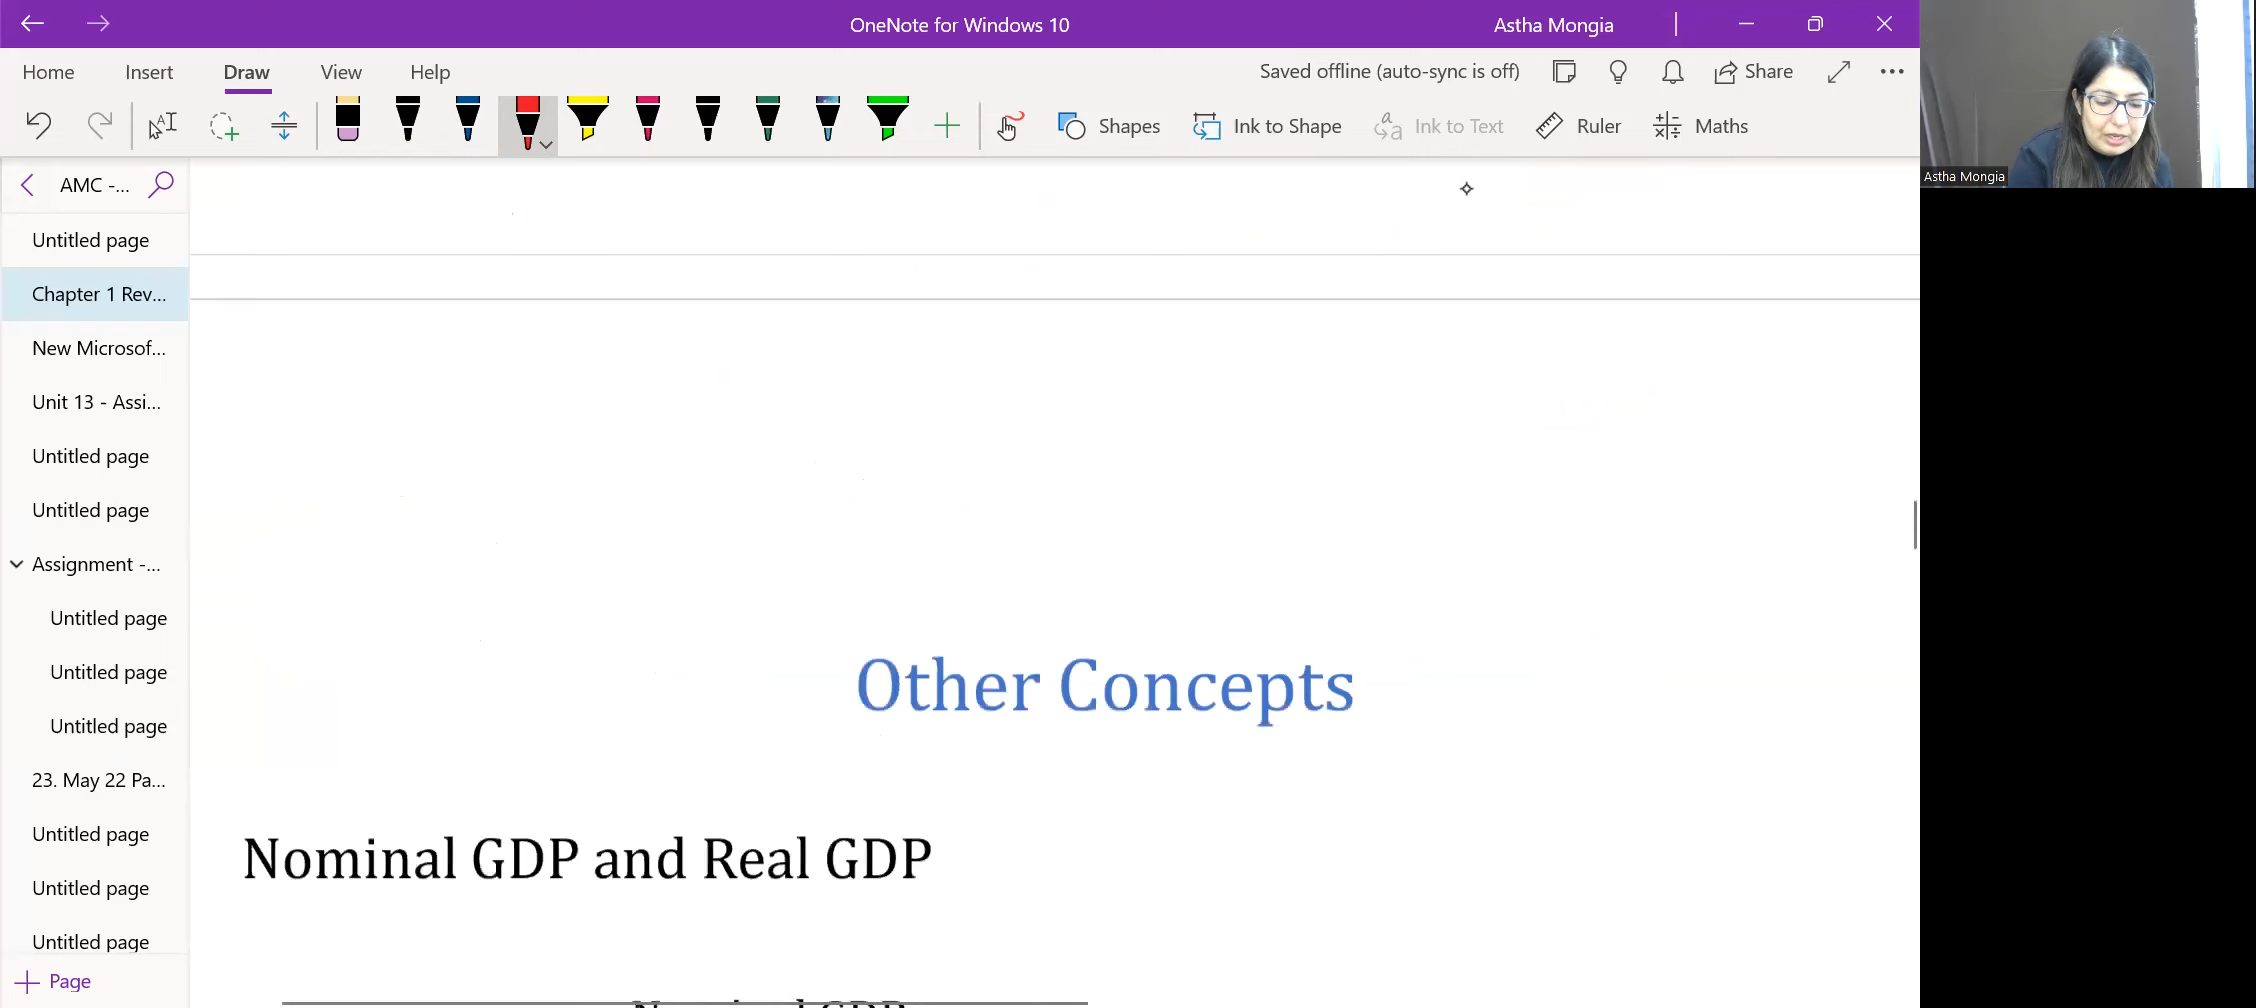 OneNote for Windows 10
Astha Mongia
Home Insert Draw View Help
Saved offline (auto-sync is off)
Share
Shapes
Ink to Shape
Ink to Text
Ruler
Maths
Astha Mongia
AMC -...
Untitled page
Chapter 1 Rev...
New Microsof...
Unit 13 - Assi...
Untitled page
Untitled page
Assignment -...
Untitled page
Untitled page
Untitled page
23. May 22 Pa...
Untitled page
Untitled page
Untitled page
Page
Other Concepts
Nominal GDP and Real GDP
Nominal GDP